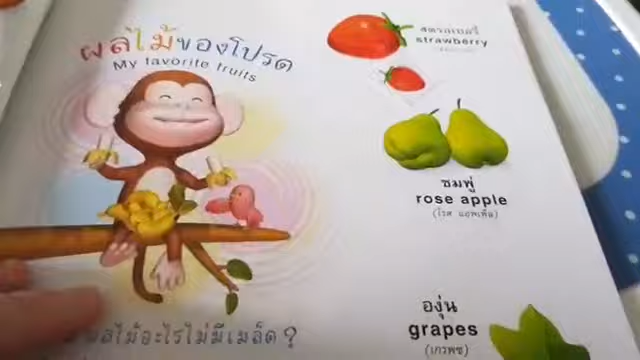 ผลไม้ของโปรด
My favorite fruits
ผลไม้อะไรไม่มีเมล็ด ?
สตรอเบอรี่
strawberry
ชมพู่
rose apple
(โรส แอพเพิ่ล)
องุ่น
grapes
(เกรพซ)